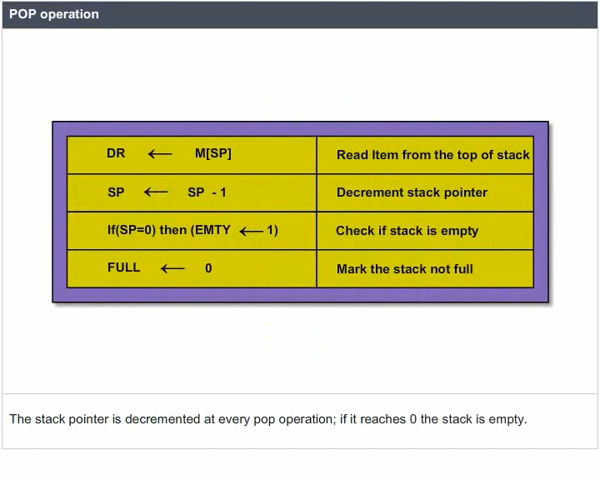 POP operation
DR ← M[SP] Read Item from the top of stack
SP ← SP - 1 Decrement stack pointer
If(SP=0) then (EMTY ← 1) Check if stack is empty
FULL ← 0 Mark the stack not full
The stack pointer is decremented at every pop operation; if it reaches 0 the stack is empty.